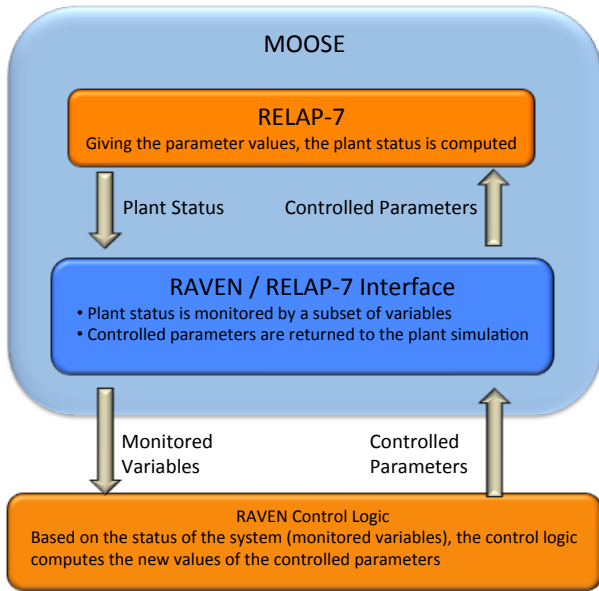 MOOSE
RELAP-7
Giving the parameter values, the plant status is computed
Plant Status
Controlled Parameters
RAVEN / RELAP-7 Interface
• Plant status is monitored by a subset of variables
• Controlled parameters are returned to the plant simulation
Monitored
Variables
Controlled
Parameters
RAVEN Control Logic
Based on the status of the system (monitored variables), the control logic
computes the new values of the controlled parameters